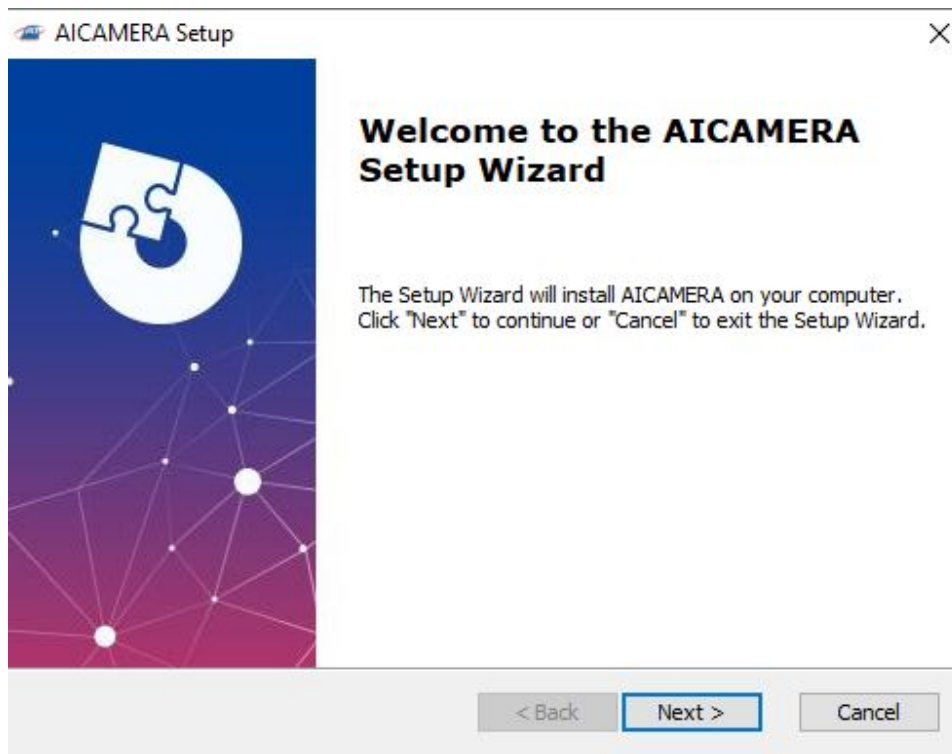 AICAMERA Setup
Welcome to the AICAMERA
Setup Wizard
The Setup Wizard will install AICAMERA on your computer.
Click "Next" to continue or "Cancel" to exit the Setup Wizard.
< Back
Next >
Cancel